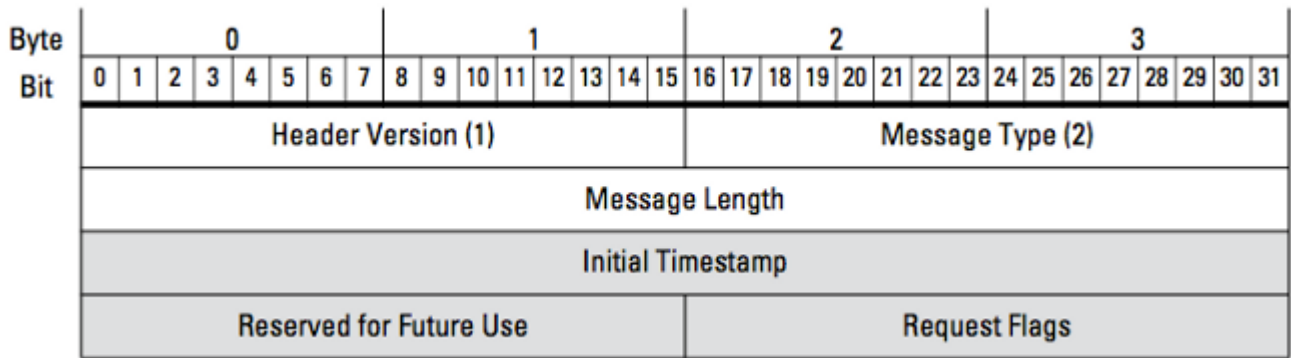 Byte 0 1 2 3
Bit 0 1 2 3 4 5 6 7 8 9 10 11 12 13 14 15 16 17 18 19 20 21 22 23 24 25 26 27 28 29 30 31
Header Version (1) Message Type (2)
Message Length
Initial Timestamp
Reserved for Future Use Request Flags